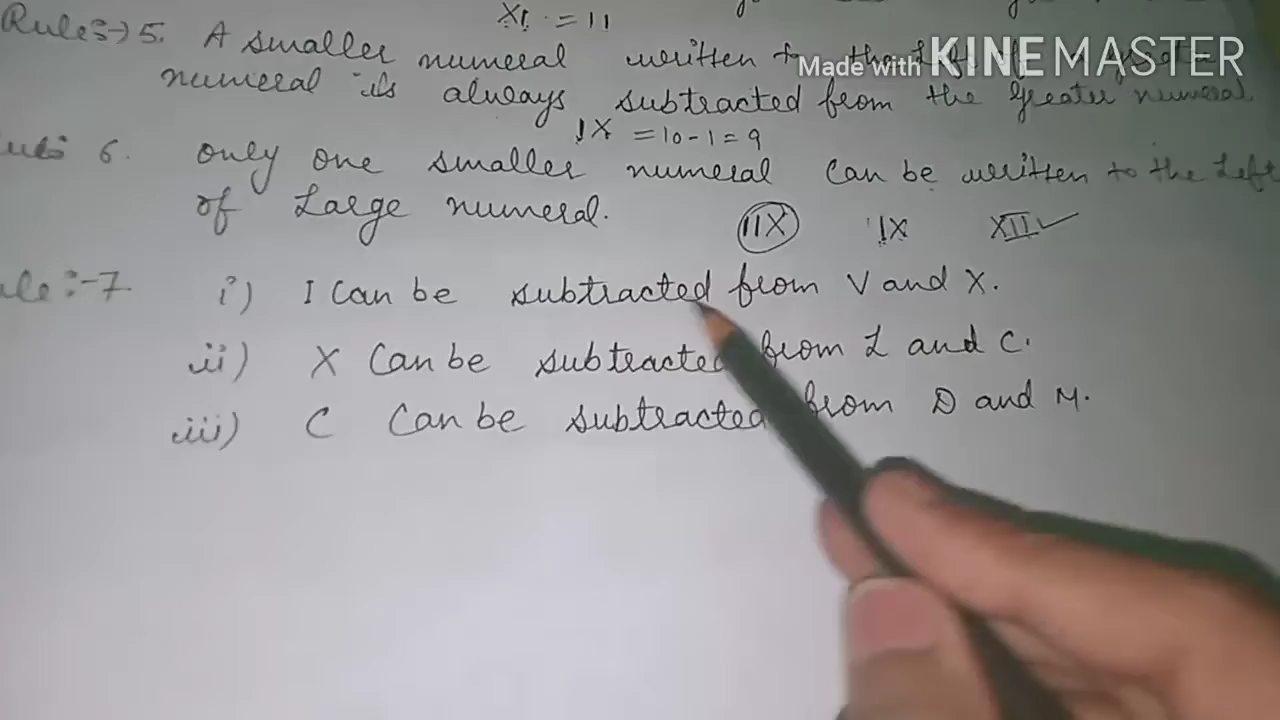 XI. = 11
Rule:→ 5. A smaller numeral written to the Left
numeral is always subtracted from the Greater numeral
IX = 10 - 1 = 9
6. only one smaller numeral can be written to the Left
of Large numeral. IIX IX XII ✓
:-7 i) I can be subtracted from V and X.
ii) X can be subtracted from L and C.
iii) C can be subtracted from D and M.
Made with KINEMASTER